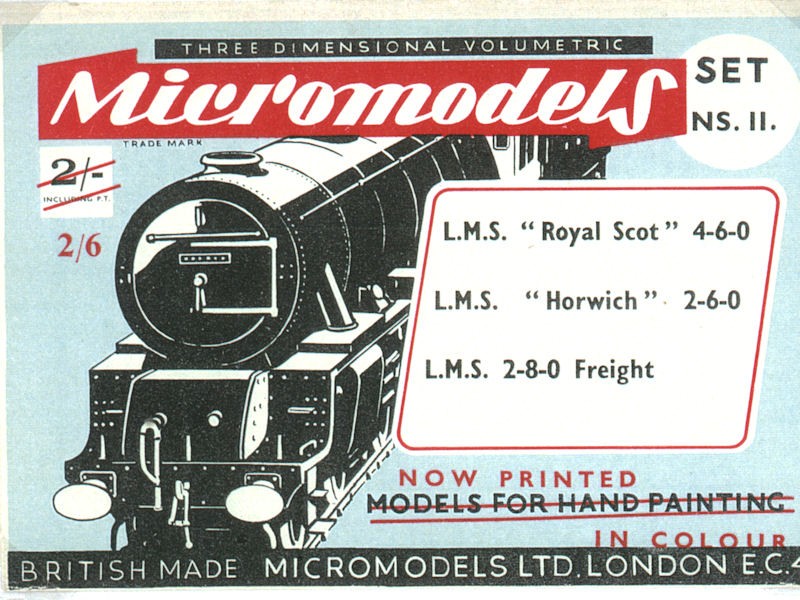 THREE DIMENSIONAL VOLUMETRIC
Micromodels
TRADE MARK
SET
NS. II.
2/-
INCLUDING P.T.
2/6
L.M.S. "Royal Scot" 4-6-0
L.M.S. "Horwich" 2-6-0
L.M.S. 2-8-0 Freight
NOW PRINTED
MODELS FOR HAND PAINTING
IN COLOUR
BRITISH MADE MICROMODELS LTD. LONDON E.C.4